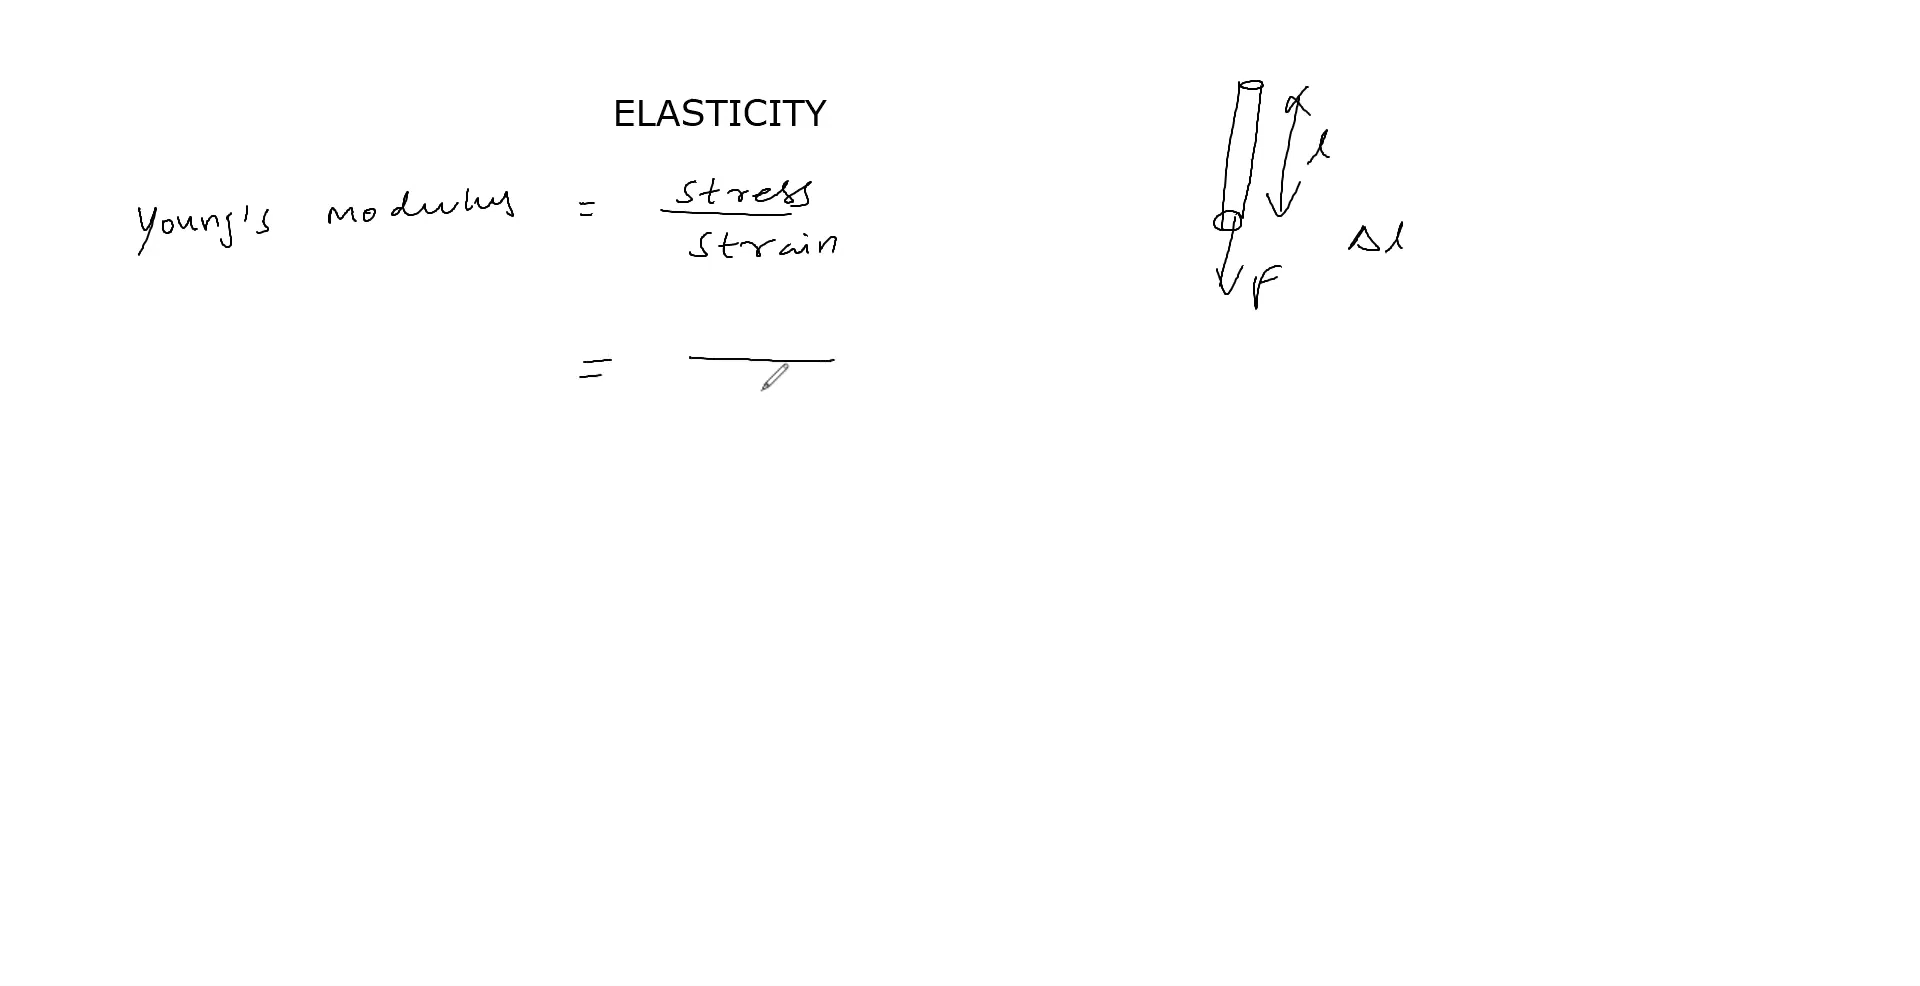 ELASTICITY
Young's modulus = stress / strain
=
l
Δl
F